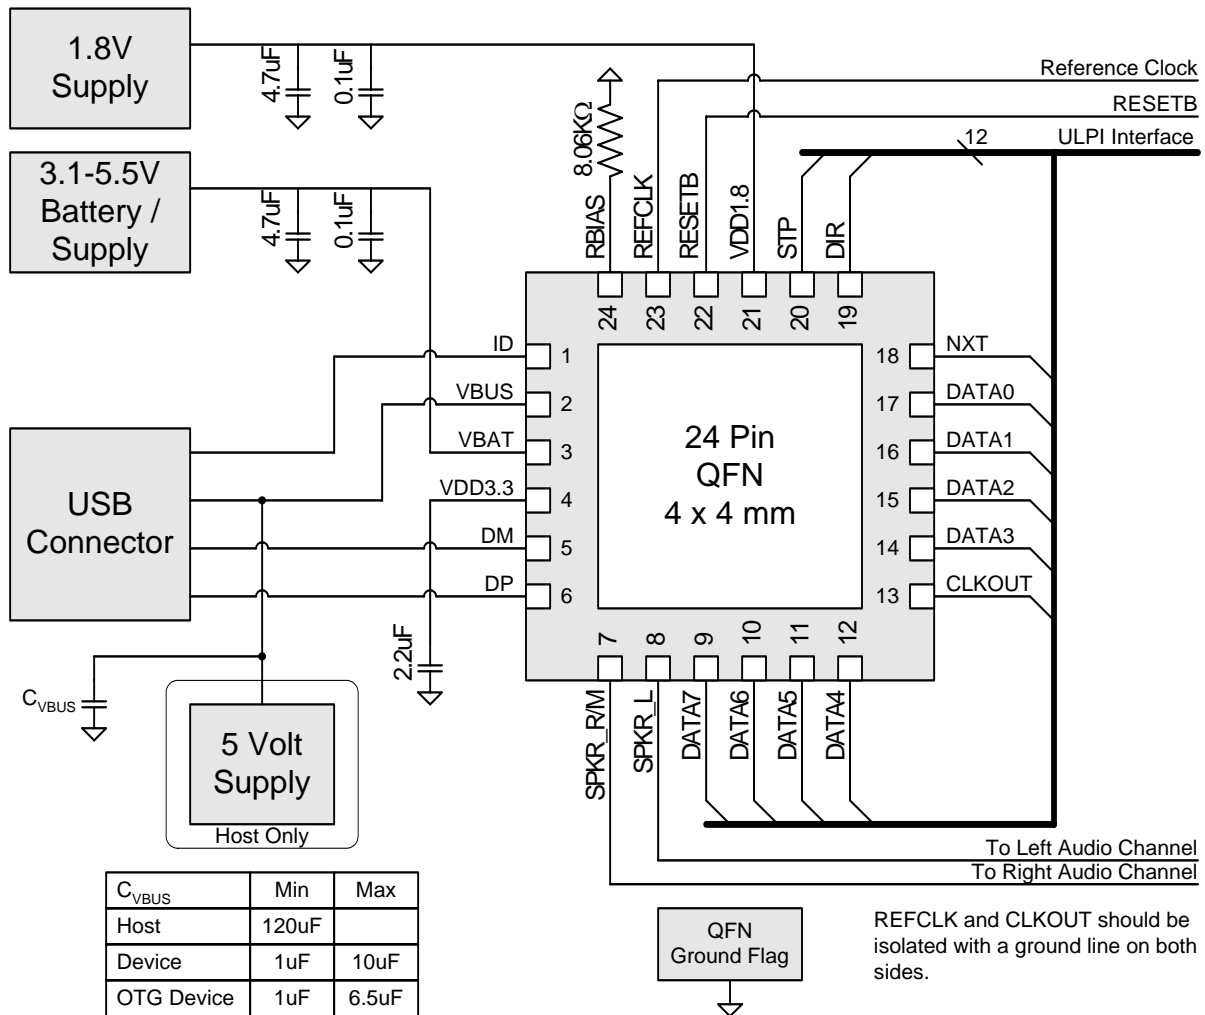 1.8V
Supply
4.7uF
0.1uF
8.06KΩ
Reference Clock
RESETB
12
ULPI Interface
3.1-5.5V
Battery /
Supply
4.7uF
0.1uF
RBIAS
REFCLK
RESETB
VDD1.8
STP
DIR
24
23
22
21
20
19
ID
1
VBUS
2
VBAT
3
VDD3.3
4
DM
5
DP
6
24 Pin
QFN
4 x 4 mm
18
NXT
17
DATA0
16
DATA1
15
DATA2
14
DATA3
13
CLKOUT
USB
Connector
7
8
9
10
11
12
2.2uF
SPKR_R/M
SPKR_L
DATA7
DATA6
DATA5
DATA4
CVBUS
5 Volt
Supply
Host Only
To Left Audio Channel
To Right Audio Channel
CVBUS Min Max
Host 120uF
Device 1uF 10uF
OTG Device 1uF 6.5uF
QFN
Ground Flag
REFCLK and CLKOUT should be
isolated with a ground line on both
sides.